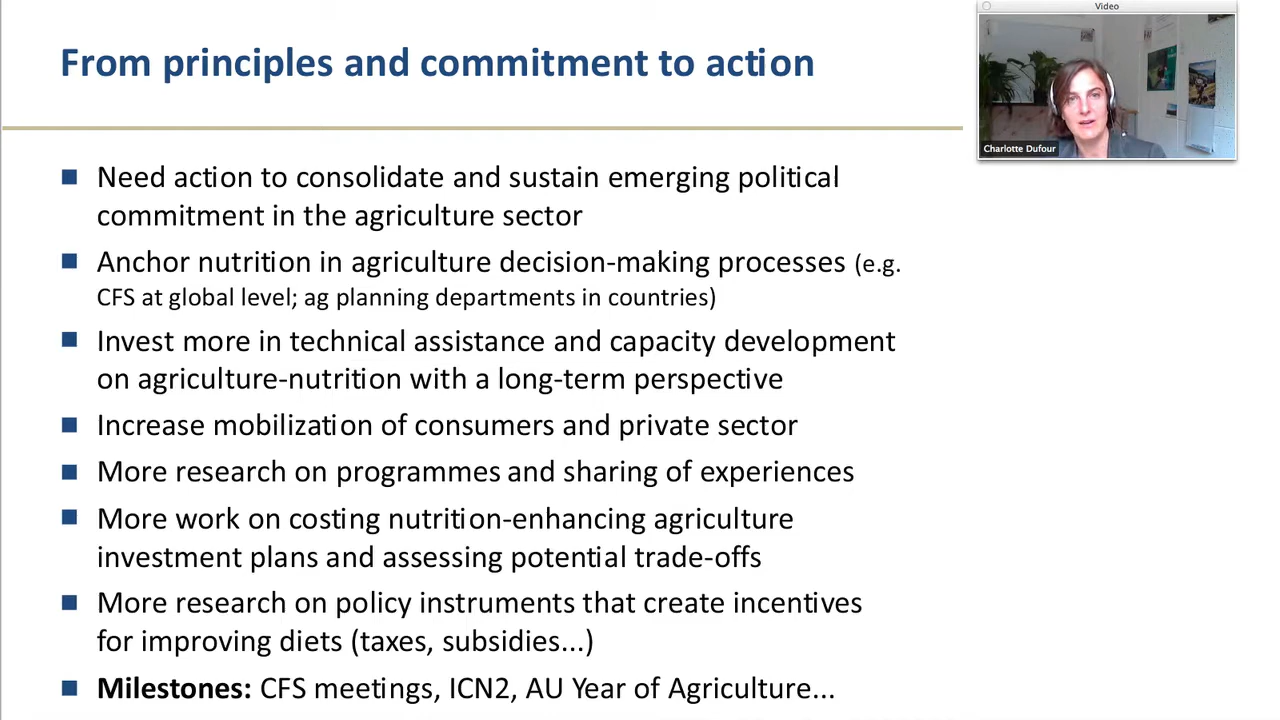 From principles and commitment to action
Video
Charlotte Dufour
■ Need action to consolidate and sustain emerging political
commitment in the agriculture sector
■ Anchor nutrition in agriculture decision-making processes (e.g.
CFS at global level; ag planning departments in countries)
■ Invest more in technical assistance and capacity development
on agriculture-nutrition with a long-term perspective
■ Increase mobilization of consumers and private sector
■ More research on programmes and sharing of experiences
■ More work on costing nutrition-enhancing agriculture
investment plans and assessing potential trade-offs
■ More research on policy instruments that create incentives
for improving diets (taxes, subsidies...)
■ Milestones: CFS meetings, ICN2, AU Year of Agriculture...